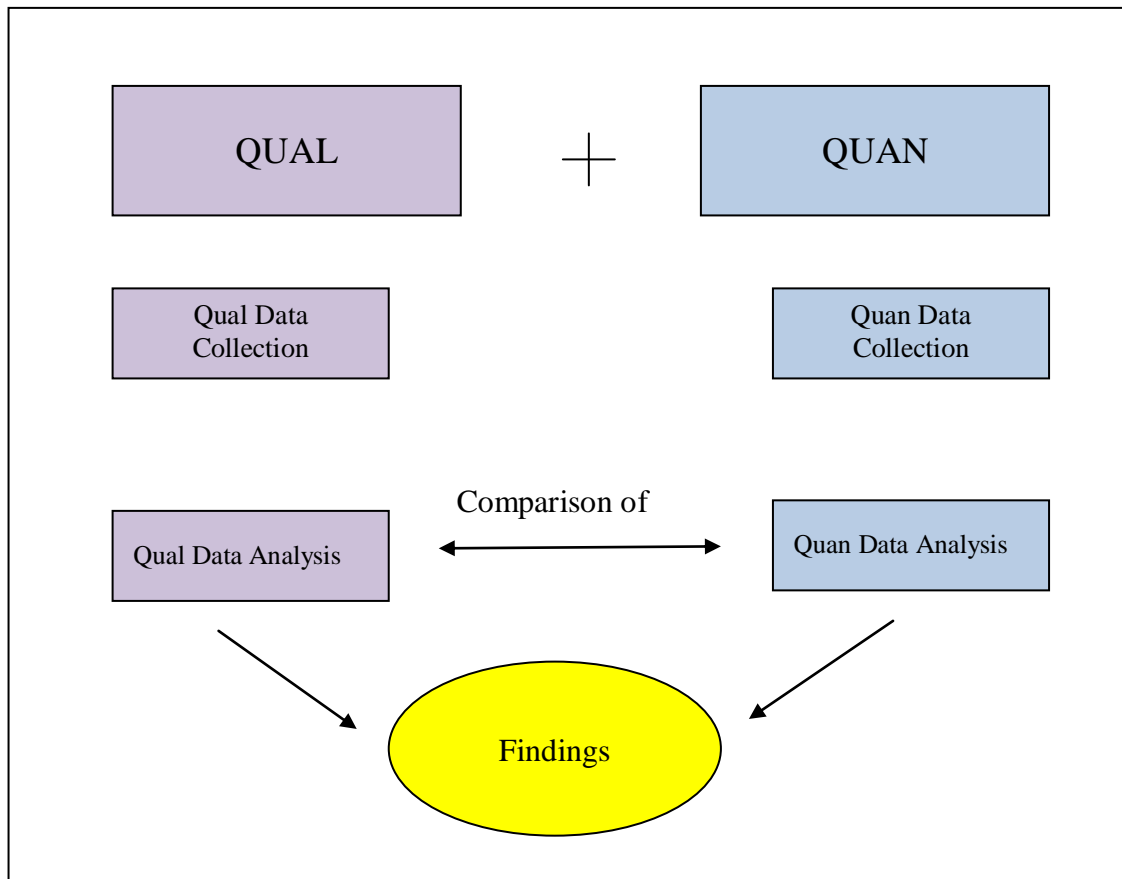 QUAL
+
QUAN
Qual Data
Collection
Quan Data
Collection
Comparison of
Qual Data Analysis
Quan Data Analysis
Findings